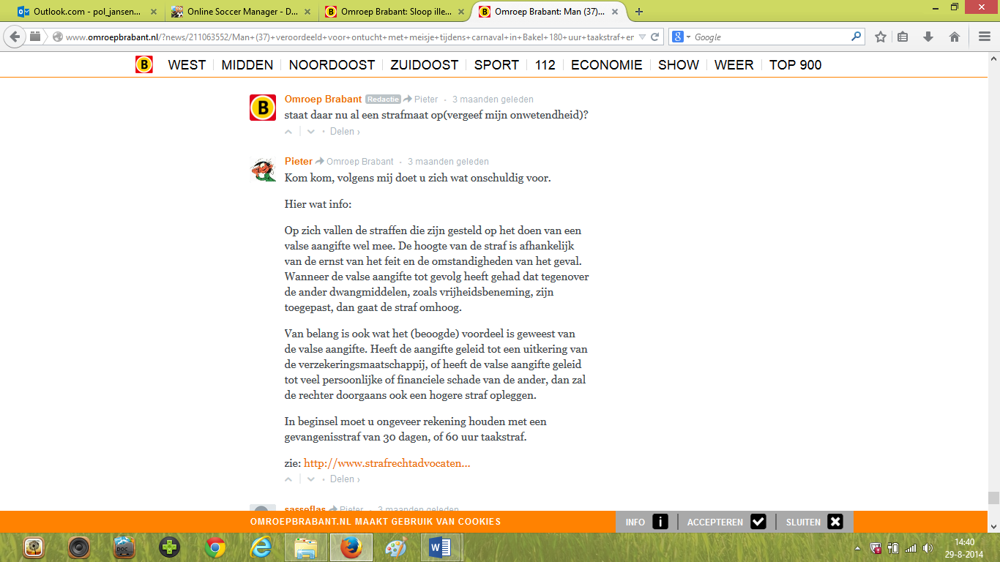 Outlook.com - pol_jansen...
Online Soccer Manager - D...
Omroep Brabant: Sloop ille...
Omroep Brabant: Man (37)...
www.omroepbrabant.nl/?news/211063552/Man+(37)+veroordeeld+voor+ontucht+met+meisje+tijdens+carnaval+in+Bakel+180+uur+taakstraf+er
Google
B WEST MIDDEN NOORDOOST ZUIDOOST SPORT 112 ECONOMIE SHOW WEER TOP 900
B
Omroep Brabant Redactie Pieter · 3 maanden geleden
staat daar nu al een strafmaat op(vergeef mijn onwetendheid)?
Delen ›
Pieter Omroep Brabant · 3 maanden geleden
Kom kom, volgens mij doet u zich wat onschuldig voor.
Hier wat info:
Op zich vallen de straffen die zijn gesteld op het doen van een
valse aangifte wel mee. De hoogte van de straf is afhankelijk
van de ernst van het feit en de omstandigheden van het geval.
Wanneer de valse aangifte tot gevolg heeft gehad dat tegenover
de ander dwangmiddelen, zoals vrijheidsbeneming, zijn
toegepast, dan gaat de straf omhoog.
Van belang is ook wat het (beoogde) voordeel is geweest van
de valse aangifte. Heeft de aangifte geleid tot een uitkering van
de verzekeringsmaatschappij, of heeft de valse aangifte geleid
tot veel persoonlijke of financiele schade van de ander, dan zal
de rechter doorgaans ook een hogere straf opleggen.
In beginsel moet u ongeveer rekening houden met een
gevangenisstraf van 30 dagen, of 60 uur taakstraf.
zie: http://www.strafrechtadvocaten...
Delen ›
sasseflas Pieter · 3 maanden geleden
OMROEPBRABANT.NL MAAKT GEBRUIK VAN COOKIES
INFO i ACCEPTEREN SLUITEN
DOC
14:40
29-8-2014